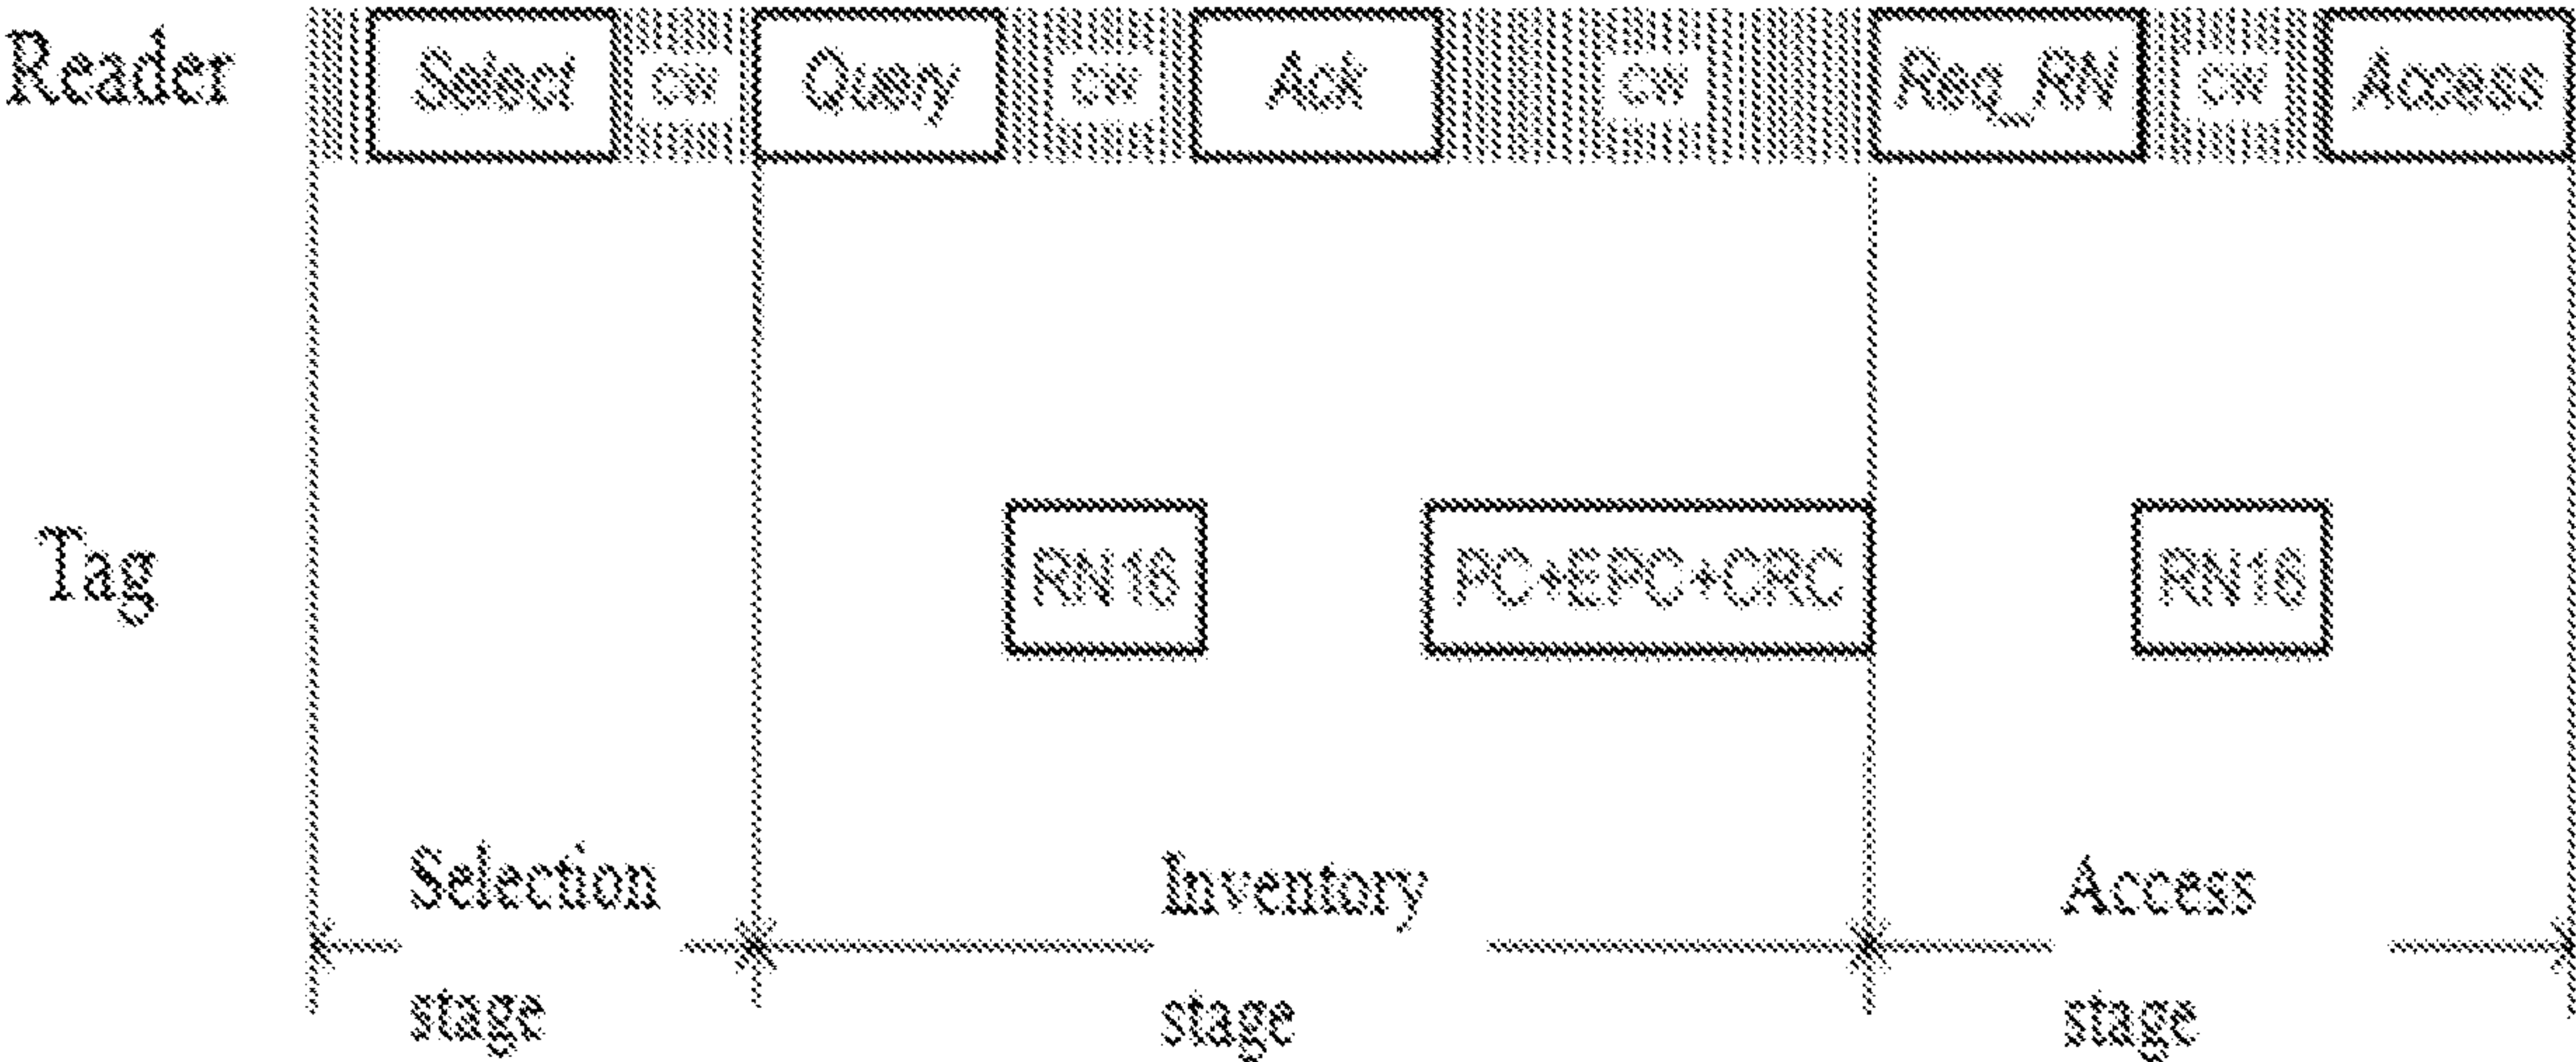 Reader Select cw Query cw Ack cw Req_RN cw Access
Tag RN16 PC+EPC+CRC RN16
Selection Inventory Access
stage stage stage